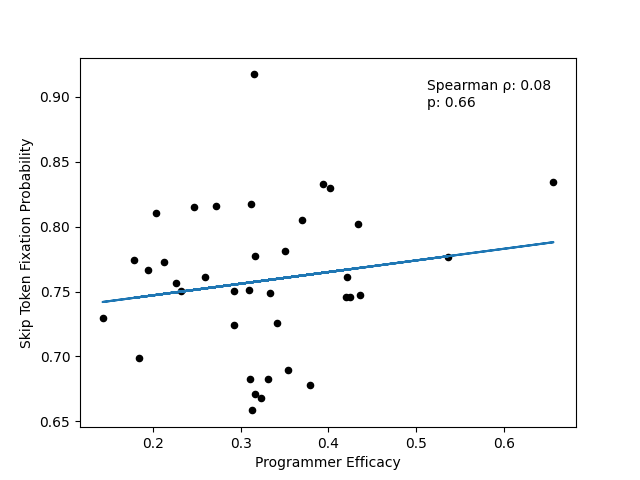 Spearman ρ: 0.08
p: 0.66
Skip Token Fixation Probability
0.90
0.85
0.80
0.75
0.70
0.65
0.2 0.3 0.4 0.5 0.6
Programmer Efficacy